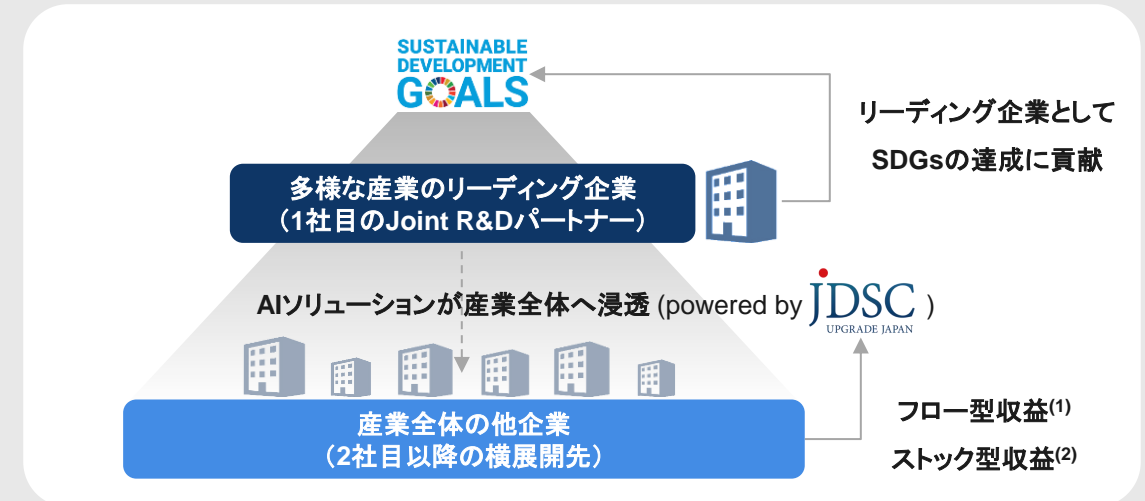 SUSTAINABLE
DEVELOPMENT
GOALS
リーディング企業として
SDGsの達成に貢献
多様な産業のリーディング企業
（1社目のJoint R&Dパートナー）
AIソリューションが産業全体へ浸透 (powered by JDSC )
UPGRADE JAPAN
産業全体の他企業
（2社目以降の横展開先）
フロー型収益(1)
ストック型収益(2)